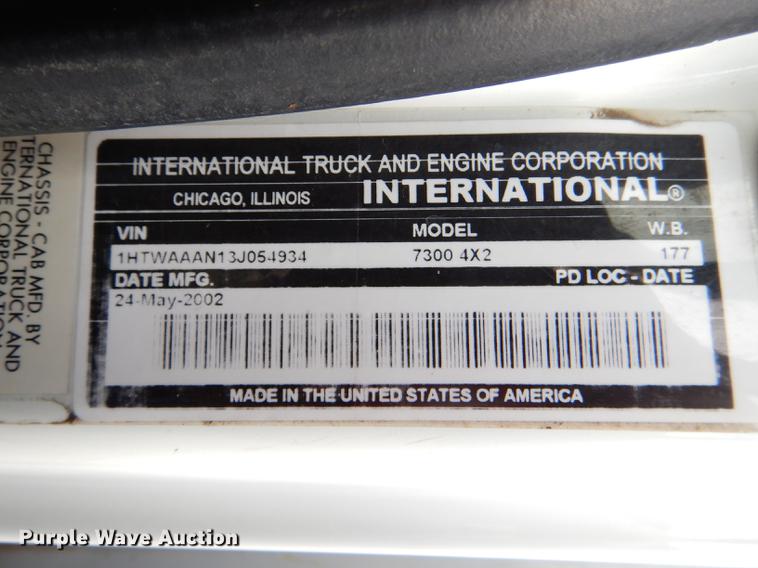 INTERNATIONAL TRUCK AND ENGINE CORPORATION
CHICAGO, ILLINOIS INTERNATIONAL®
VIN MODEL W.B.
1HTWAAAN13J054934 7300 4X2 177
DATE MFG. PD LOC - DATE
24-May-2002
MADE IN THE UNITED STATES OF AMERICA
CHASSIS - CAB MFD. BY
TERNATIONAL TRUCK AND
ENGINE CORPORATION
Purple Wave Auction